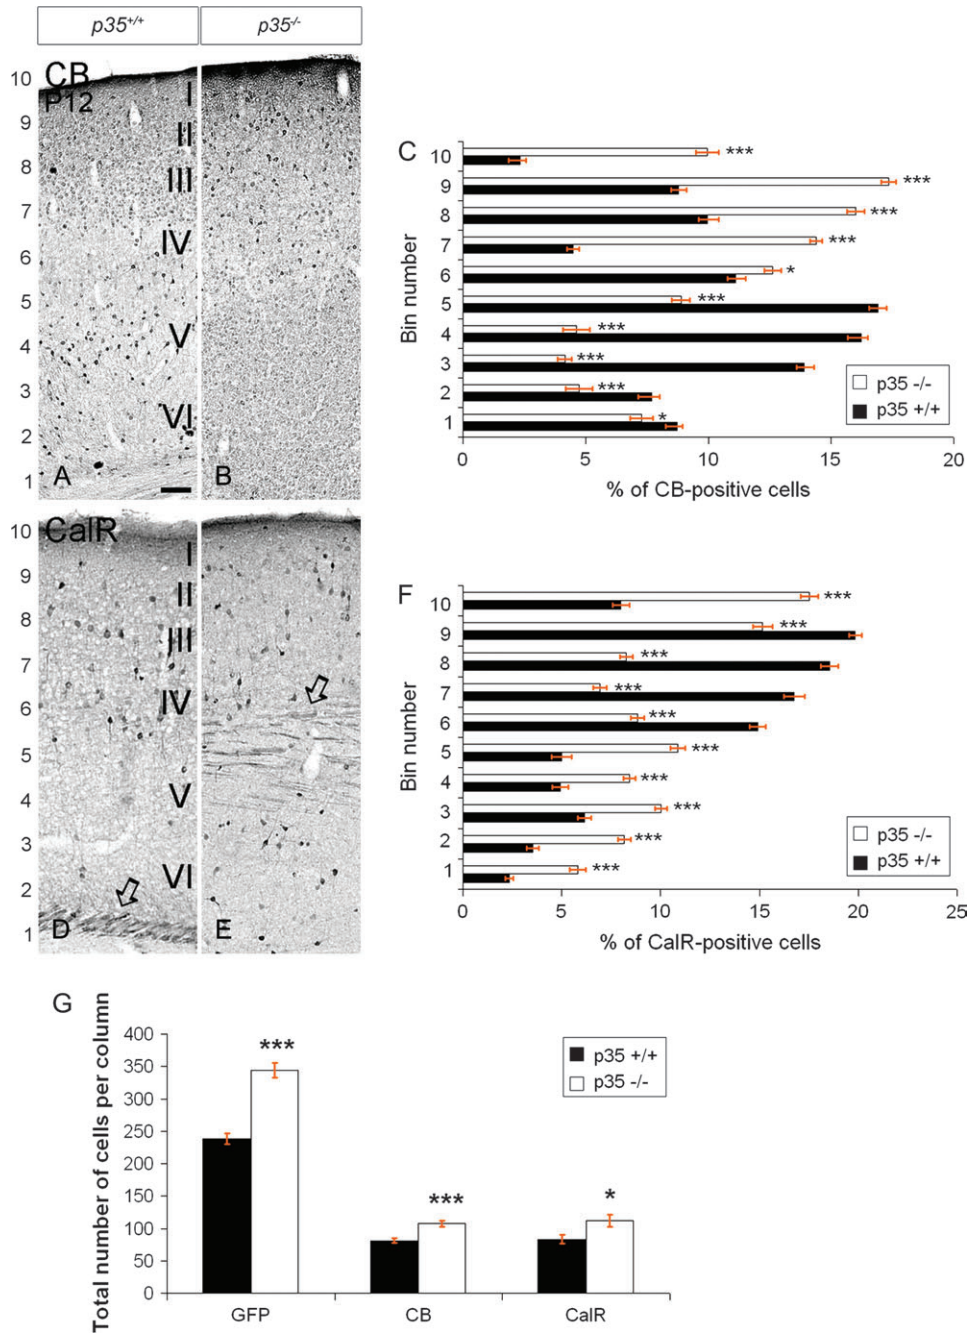 p35+/+
p35-/-
CB
P12
10
9
8
7
6
5
4
3
2
1
I
II
III
IV
V
VI
A
B
C
10
9
8
7
6
5
4
3
2
1
Bin number
***
***
***
***
*
***
***
***
***
*
p35 -/-
p35 +/+
0 5 10 15 20
% of CB-positive cells
CalR
10
9
8
7
6
5
4
3
2
1
I
II
III
IV
V
VI
D
E
F
10
9
8
7
6
5
4
3
2
1
Bin number
***
***
***
***
***
***
***
***
***
***
p35 -/-
p35 +/+
0 5 10 15 20 25
% of CalR-positive cells
G
Total number of cells per column
400
350
300
250
200
150
100
50
0
***
***
*
p35 +/+
p35 -/-
GFP CB CalR